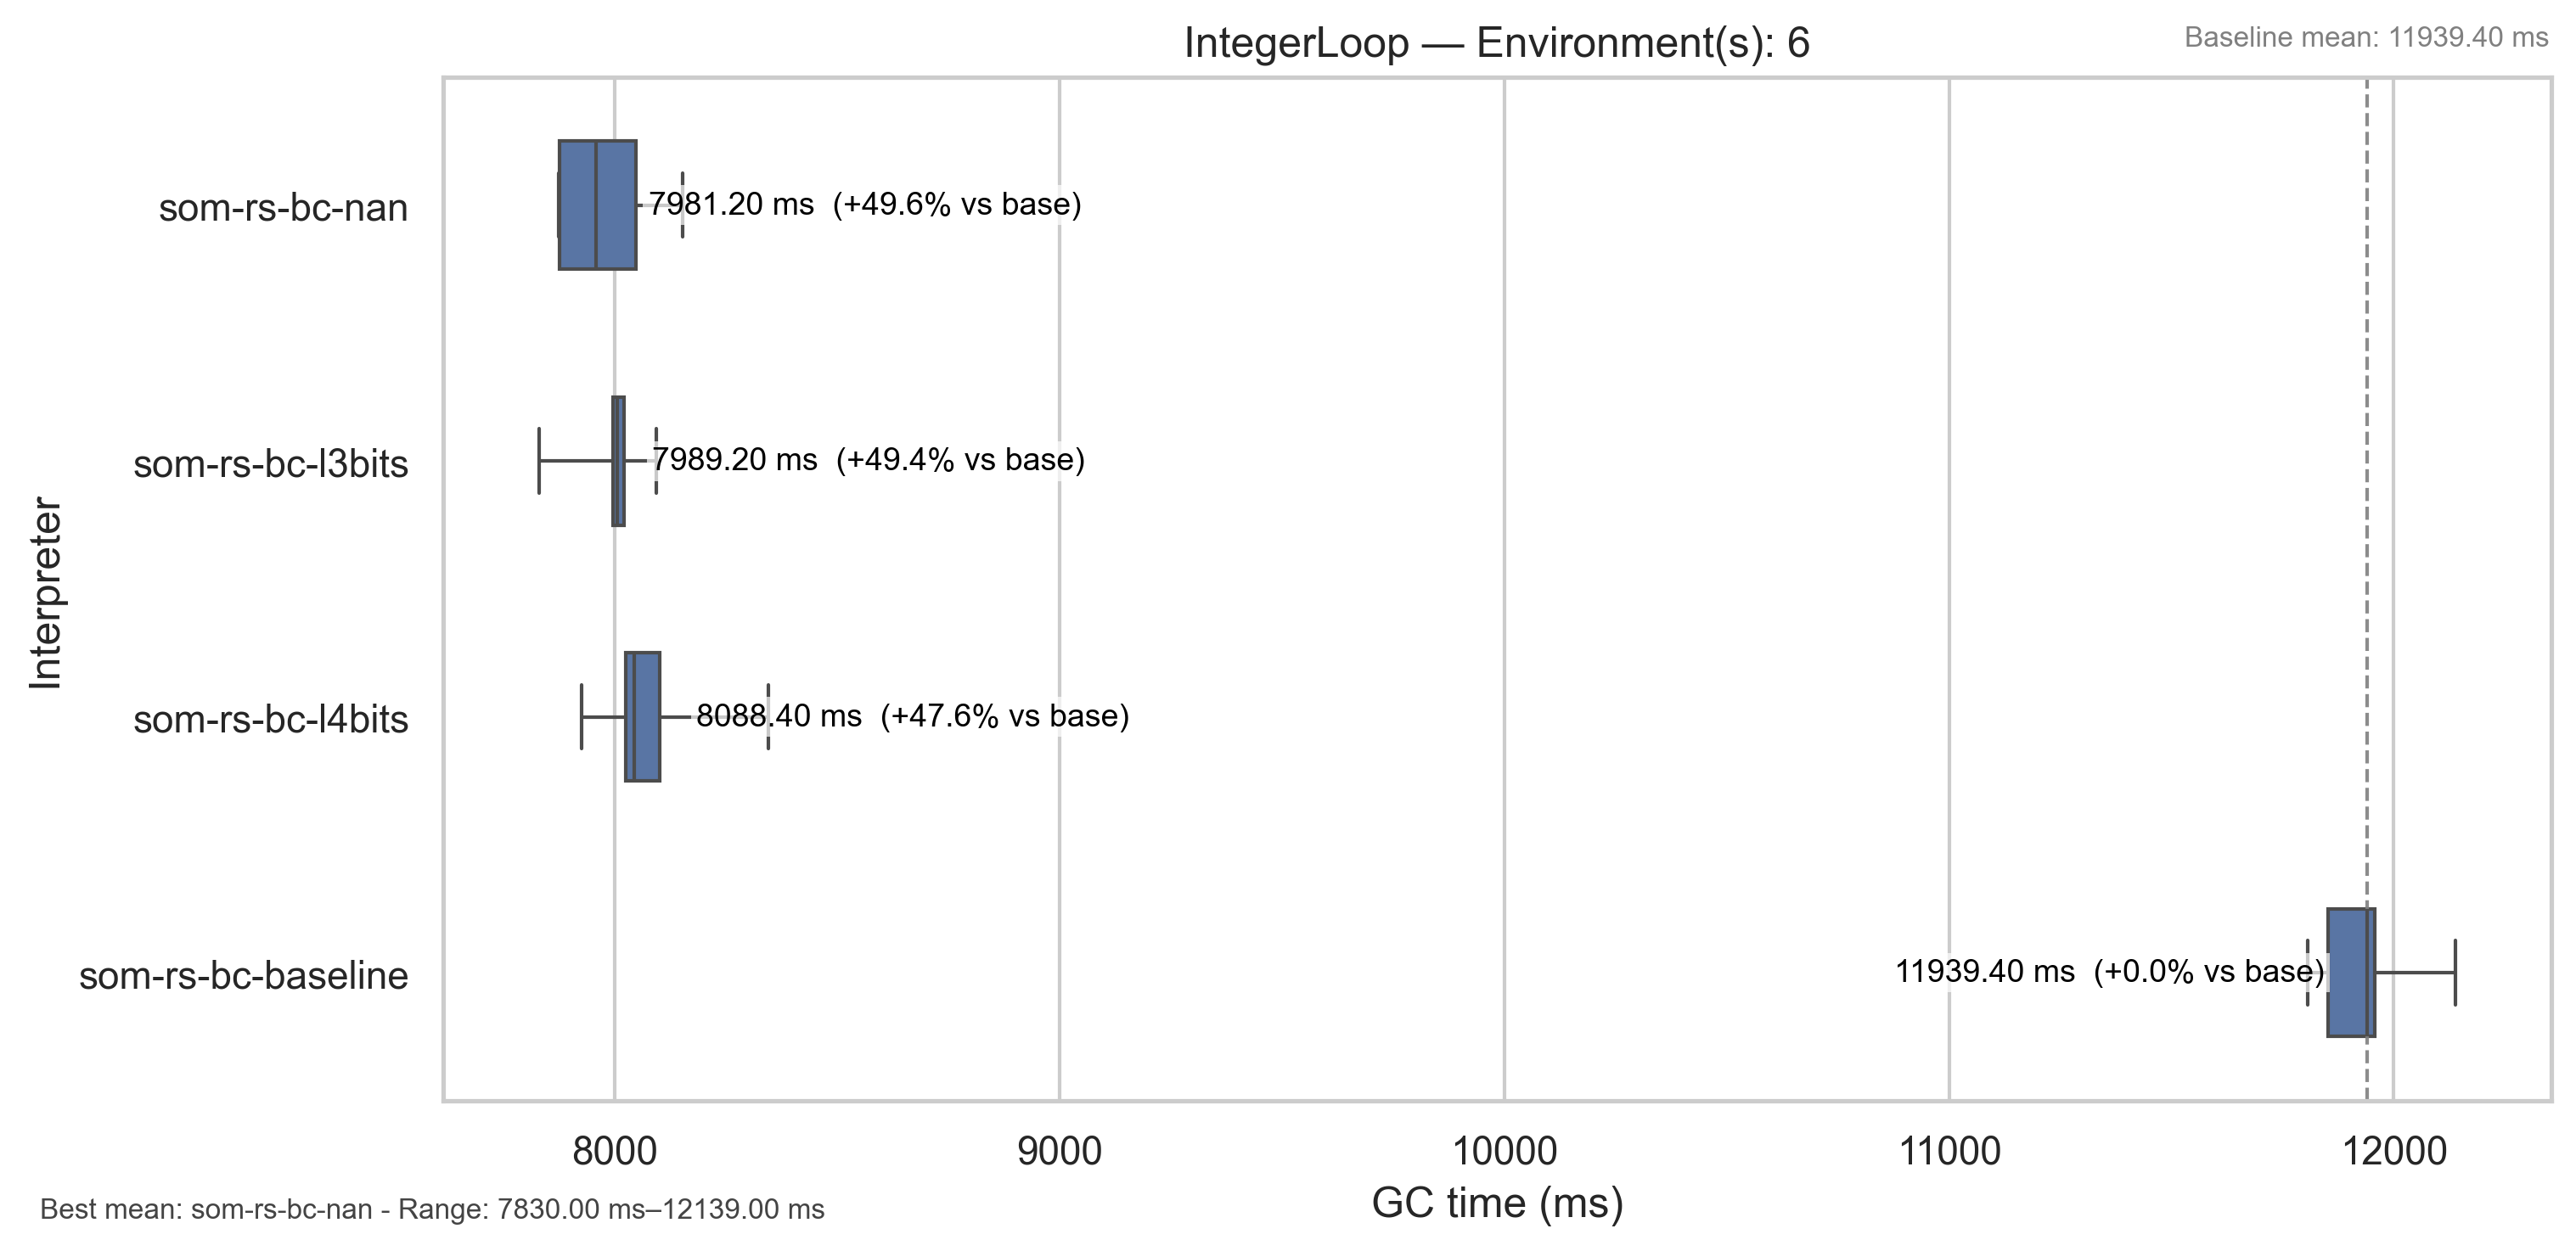 IntegerLoop — Environment(s): 6
Baseline mean: 11939.40 ms
som-rs-bc-nan
7981.20 ms (+49.6% vs base)
som-rs-bc-l3bits
7989.20 ms (+49.4% vs base)
som-rs-bc-l4bits
8088.40 ms (+47.6% vs base)
som-rs-bc-baseline
11939.40 ms (+0.0% vs base)
Interpreter
8000
9000
10000
11000
12000
GC time (ms)
Best mean: som-rs-bc-nan - Range: 7830.00 ms–12139.00 ms